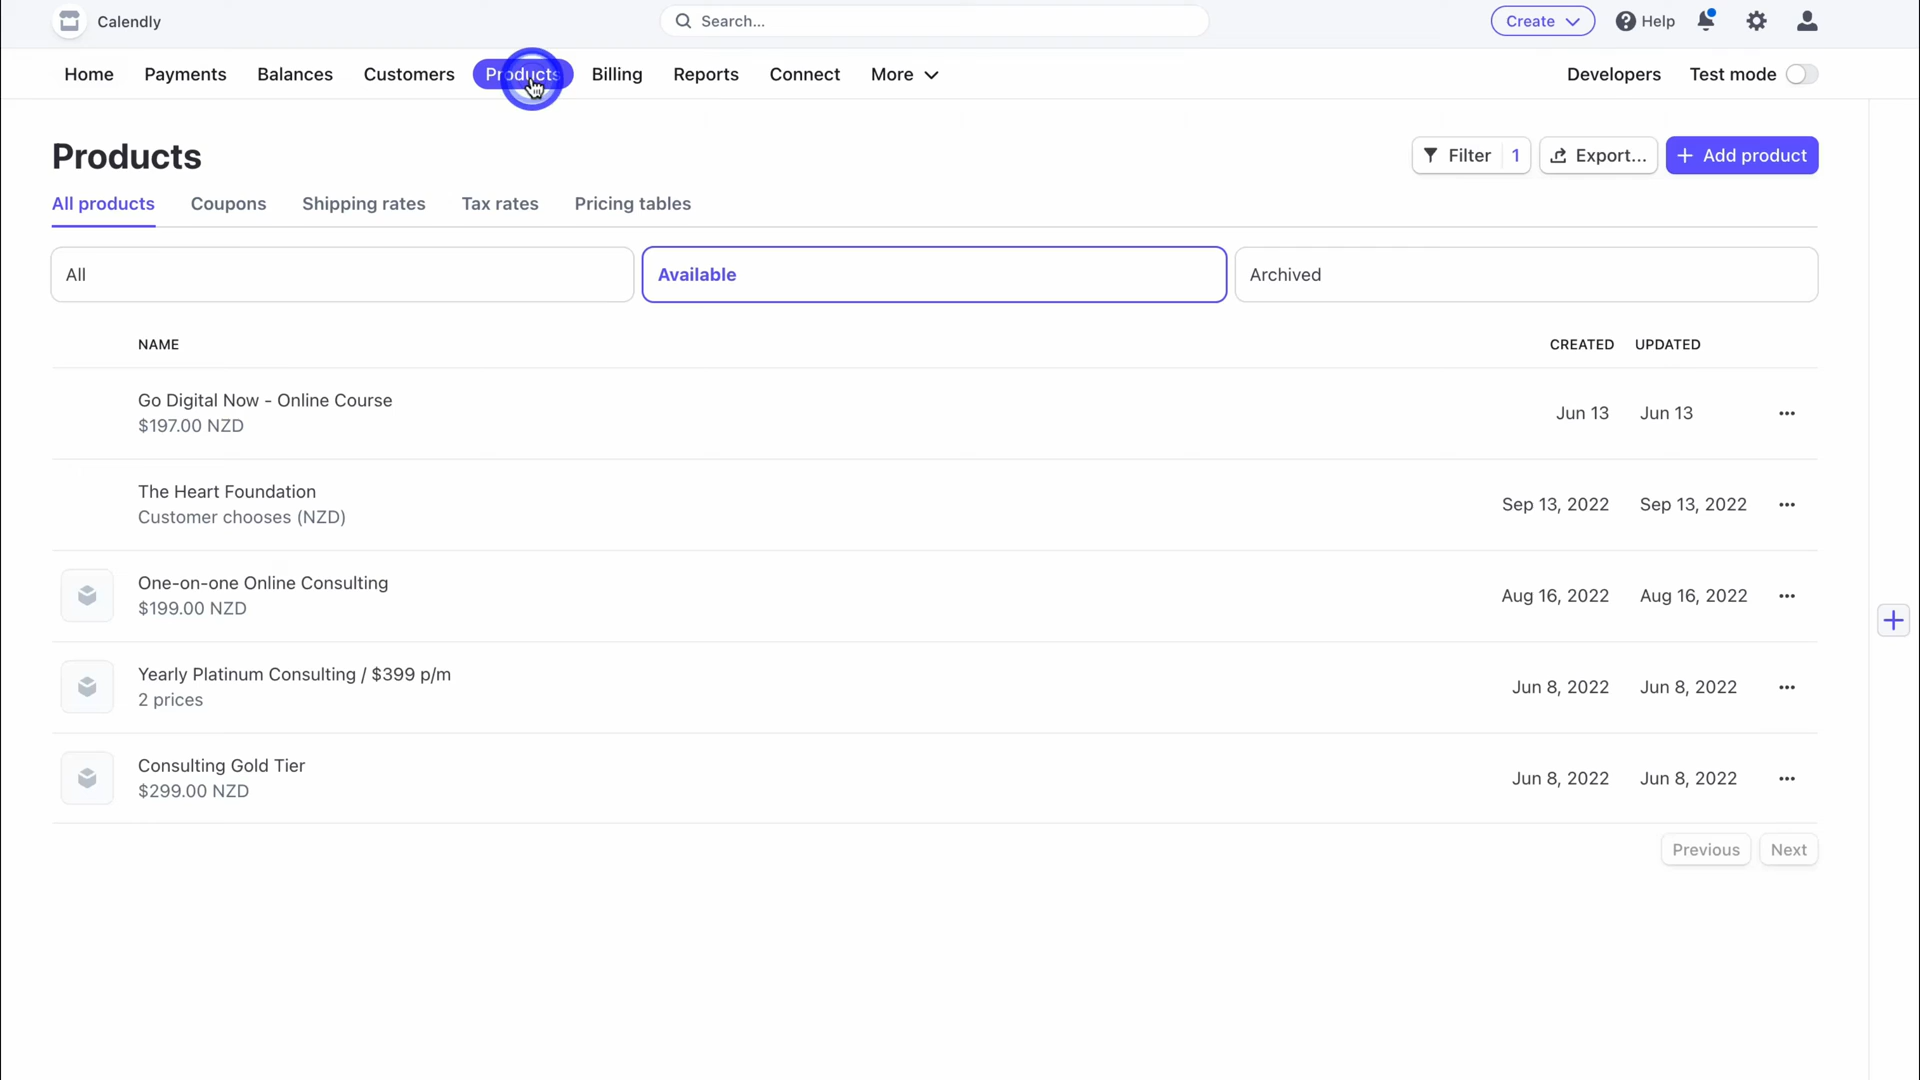 Calendly
Search...
Create
Help
Home
Payments
Balances
Customers
Products
Billing
Reports
Connect
More
Developers
Test mode
Products
Filter 1
Export...
+ Add product
All products
Coupons
Shipping rates
Tax rates
Pricing tables
All
Available
Archived
NAME
CREATED
UPDATED
Go Digital Now - Online Course
$197.00 NZD
Jun 13
Jun 13
The Heart Foundation
Customer chooses (NZD)
Sep 13, 2022
Sep 13, 2022
One-on-one Online Consulting
$199.00 NZD
Aug 16, 2022
Aug 16, 2022
Yearly Platinum Consulting / $399 p/m
2 prices
Jun 8, 2022
Jun 8, 2022
Consulting Gold Tier
$299.00 NZD
Jun 8, 2022
Jun 8, 2022
Previous
Next